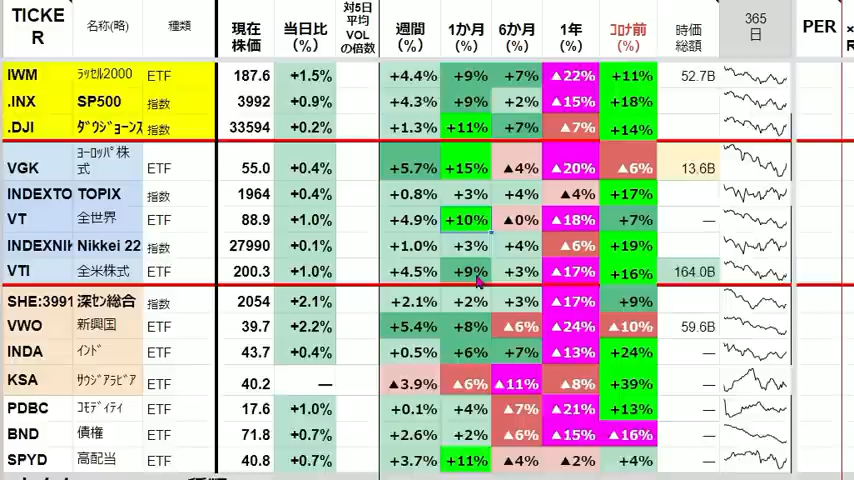 TICKER 名称(略) 種類 現在株価 当日比(%) 対5日平均VOLの倍数 週間(%) 1か月(%) 6か月(%) 1年(%) コロナ前(%) 時価総額 365日 PER
IWM ラッセル2000 ETF 187.6 +1.5% +4.4% +9% +7% ▲22% +11% 52.7B
.INX SP500 指数 3992 +0.9% +4.3% +9% +2% ▲15% +18%
.DJI ダウジョーンズ 指数 33594 +0.2% +1.3% +11% +7% ▲7% +14%
VGK ヨーロッパ株式 ETF 55.0 +0.4% +5.7% +15% ▲4% ▲20% ▲6% 13.6B
INDEXTO TOPIX 指数 1964 +0.4% +0.8% +3% +4% ▲4% +17%
VT 全世界 ETF 88.9 +1.0% +4.9% +10% ▲0% ▲18% +7% —
INDEXNI Nikkei 22 指数 27990 +0.1% +1.0% +3% +4% ▲6% +19%
VTI 全米株式 ETF 200.3 +1.0% +4.5% +9% +3% ▲17% +16% 164.0B
SHE:3991 深セン総合 指数 2054 +2.1% +2.1% +2% +3% ▲17% +9%
VWO 新興国 ETF 39.7 +2.2% +5.4% +8% ▲6% ▲24% ▲10% 59.6B
INDA インド ETF 43.7 +0.4% +0.5% +6% +7% ▲13% +24% —
KSA サウジアラビア ETF 40.2 — ▲3.9% ▲6% ▲11% ▲8% +39% —
PDBC コモディティ ETF 17.6 +1.0% +0.1% +4% ▲7% ▲21% +13% —
BND 債権 ETF 71.8 +0.7% +2.6% +2% ▲6% ▲15% ▲16% —
SPYD 高配当 ETF 40.8 +0.7% +3.7% +11% ▲4% ▲2% +4% —